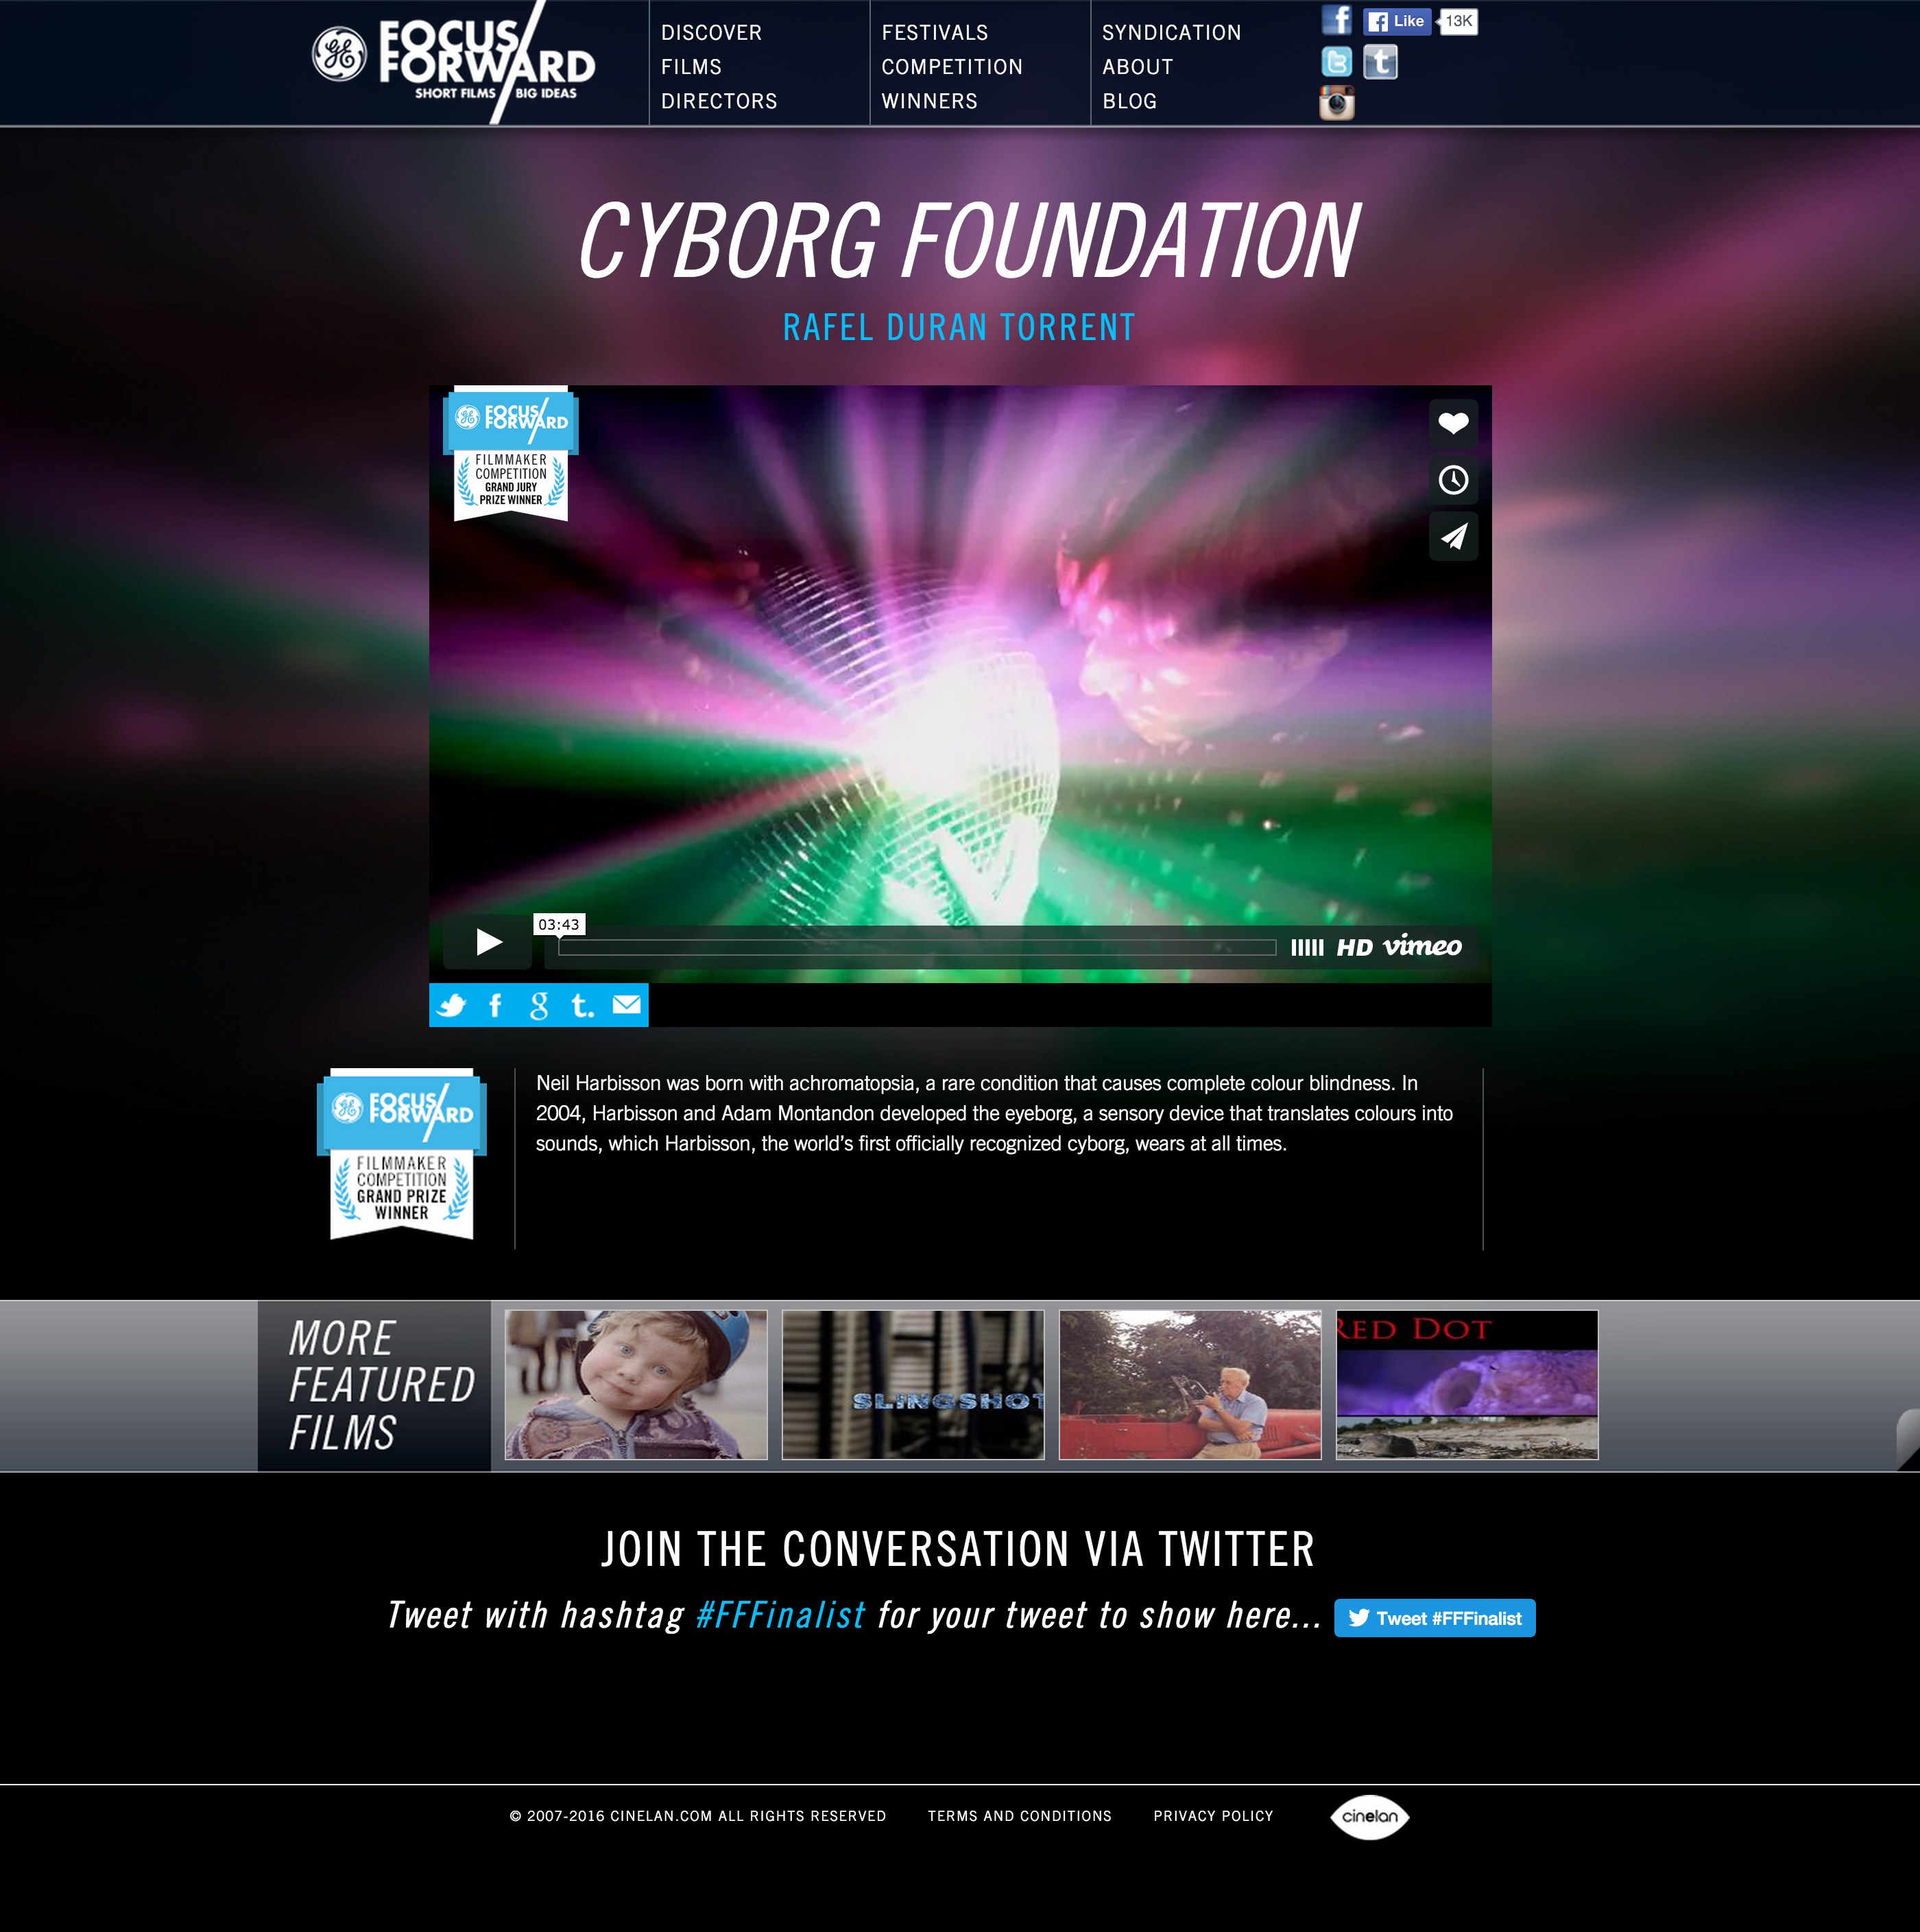 FOCUS/
FORWARD
SHORT FILMS BIG IDEAS
DISCOVER
FILMS
DIRECTORS
FESTIVALS
COMPETITION
WINNERS
SYNDICATION
ABOUT
BLOG
Like
13K
CYBORG FOUNDATION
RAFEL DURAN TORRENT
FOCUS/
FORWARD
FILMMAKER
COMPETITION
GRAND JURY
PRIZE WINNER
03:43
HD vimeo
Neil Harbisson was born with achromatopsia, a rare condition that causes complete colour blindness. In
2004, Harbisson and Adam Montandon developed the eyeborg, a sensory device that translates colours into
sounds, which Harbisson, the world's first officially recognized cyborg, wears at all times.
FOCUS/
FORWARD
FILMMAKER
COMPETITION
GRAND PRIZE
WINNER
MORE
FEATURED
FILMS
SLINGSHOT
RED DOT
JOIN THE CONVERSATION VIA TWITTER
Tweet with hashtag #FFFinalist for your tweet to show here...
Tweet #FFFinalist
© 2007-2016 CINELAN.COM ALL RIGHTS RESERVED
TERMS AND CONDITIONS
PRIVACY POLICY
cinelan